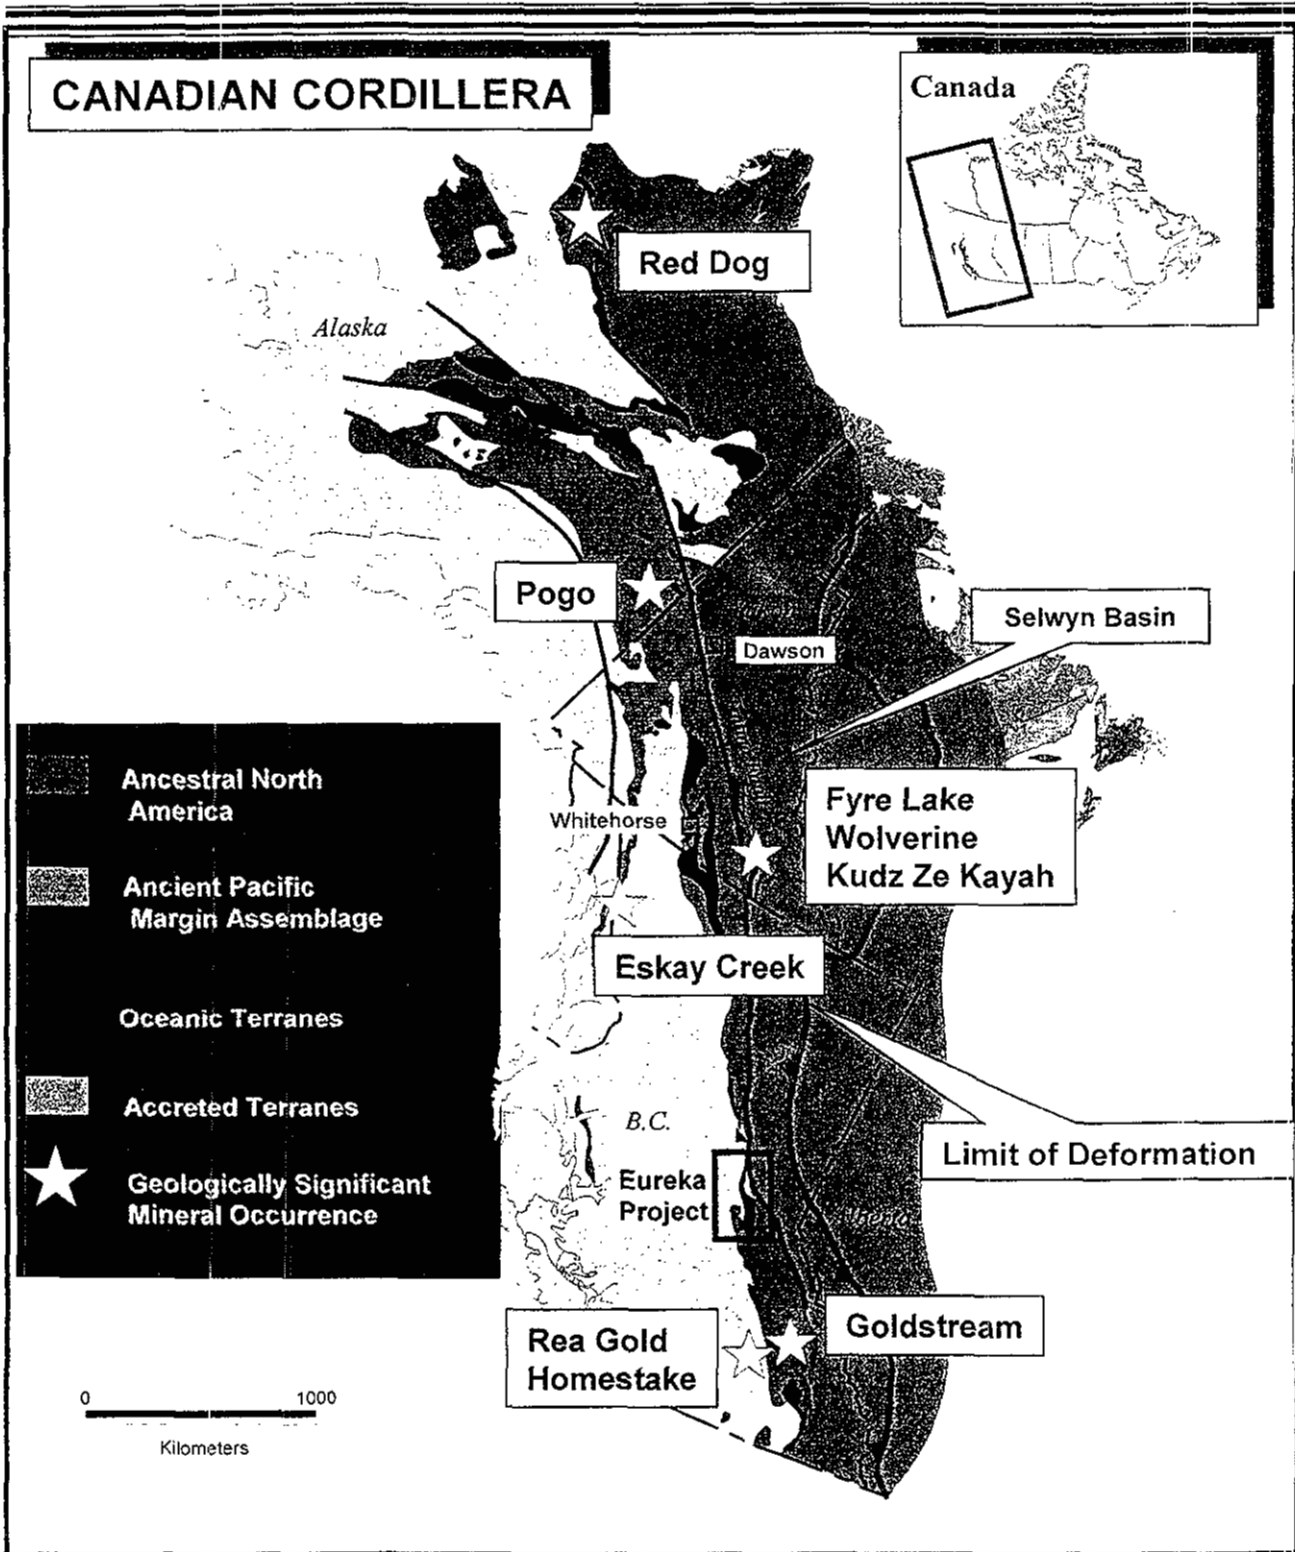 CANADIAN CORDILLERA
Canada
Red Dog
Alaska
Pogo
Selwyn Basin
Dawson
Ancestral North
America
Ancient Pacific
Margin Assemblage
Oceanic Terranes
Accreted Terranes
Geologically Significant
Mineral Occurrence
Whitehorse
Fyre Lake
Wolverine
Kudz Ze Kayah
Eskay Creek
B.C.
Limit of Deformation
Eureka
Project
Goldstream
Rea Gold
Homestake
0 1000
Kilometers